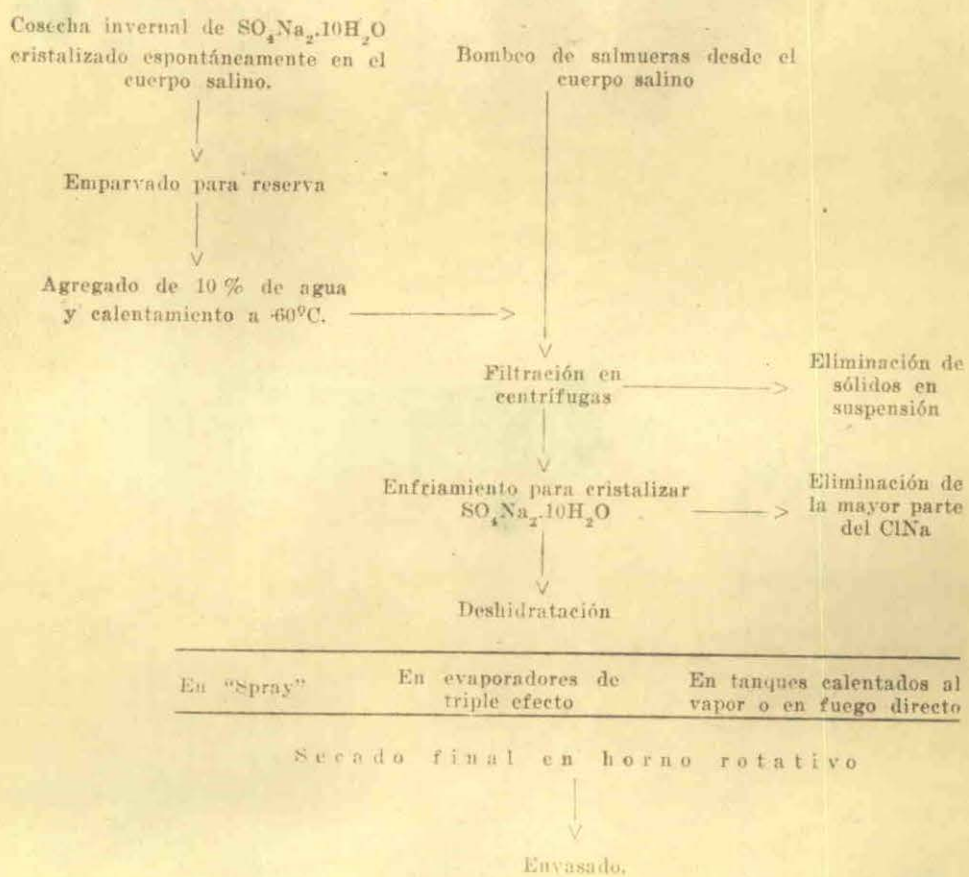 Cosecha invernal de SO₄Na₂.10H₂O
cristalizado espontáneamente en el
cuerpo salino.
Bombeo de salmueras desde el
cuerpo salino
Emparvado para reserva
Agregado de 10 % de agua
y calentamiento a -60ºC.
Filtración en
centrífugas
Eliminación de
sólidos en
suspensión
Enfriamiento para cristalizar
SO₄Na₂.10H₂O
Eliminación de
la mayor parte
del ClNa
Deshidratación
En "Spray"
En evaporadores de
triple efecto
En tanques calentados al
vapor o en fuego directo
Secado final en horno rotativo
Envasado.